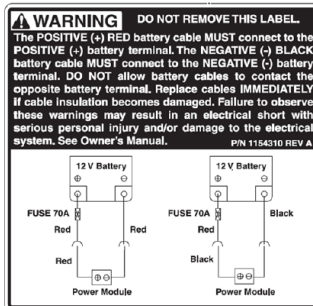 WARNING DO NOT REMOVE THIS LABEL.
The POSITIVE (+) RED battery cable MUST connect to the
POSITIVE (+) battery terminal. The NEGATIVE (-) BLACK
battery cable MUST connect to the NEGATIVE (-) battery
terminal. DO NOT allow battery cables to contact the
opposite battery terminal. Replace cables IMMEDIATELY
if cable insulation becomes damaged. Failure to observe
these warnings may result in an electrical short with
serious personal injury and/or damage to the electrical
system. See Owner's Manual. P/N 1154310 REV A
12 V Battery 12 V Battery
⊕ ⊖ ⊕ ⊖
FUSE 70A FUSE 70A Black
Red Red Red
Red Black
⊕⊖ ⊕⊖
Power Module Power Module